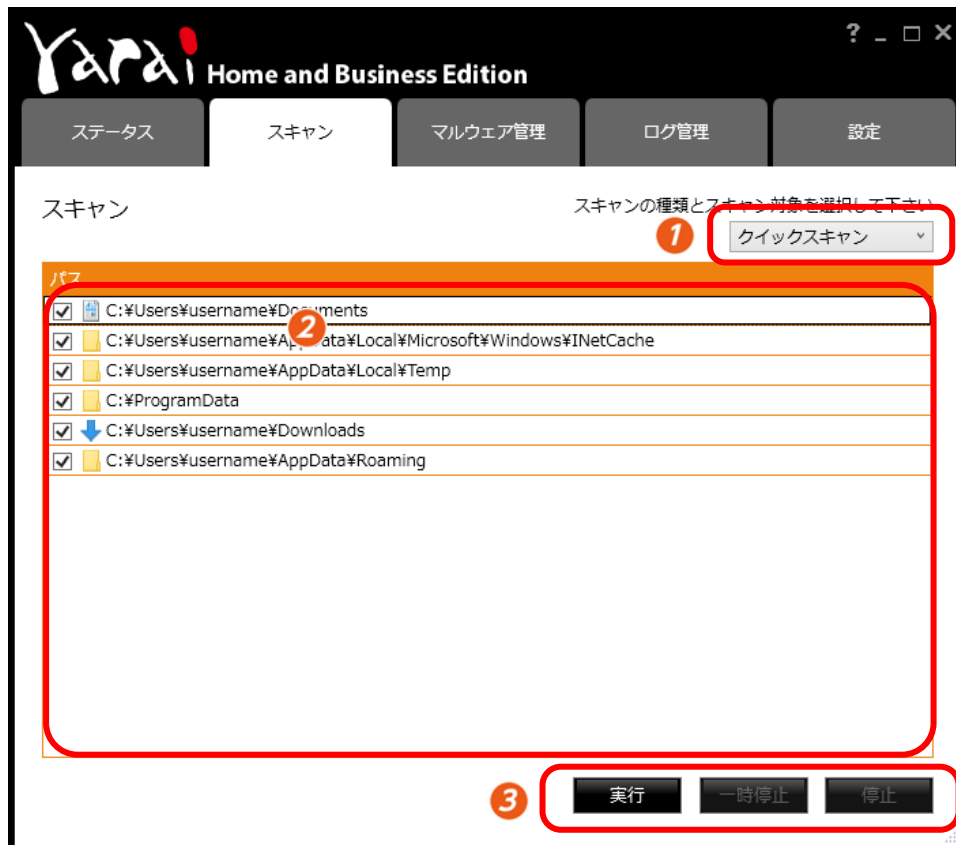 Yarai Home and Business Edition
? _ □ ×
ステータス スキャン マルウェア管理 ログ管理 設定
スキャン
スキャンの種類とスキャン対象を選択して下さい
1 クイックスキャン
パス
C:¥Users¥username¥Documents
2
C:¥Users¥username¥AppData¥Local¥Microsoft¥Windows¥INetCache
C:¥Users¥username¥AppData¥Local¥Temp
C:¥ProgramData
C:¥Users¥username¥Downloads
C:¥Users¥username¥AppData¥Roaming
3 実行 一時停止 停止